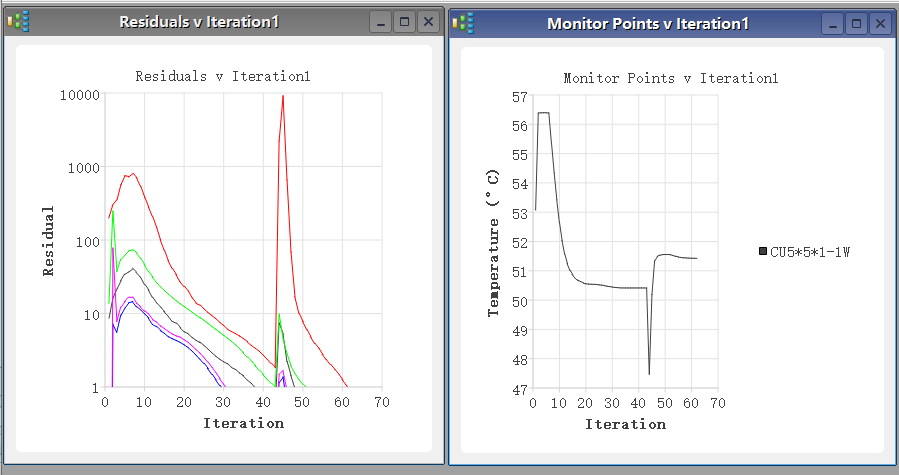 Residuals v Iteration1
Residuals v Iteration1
10000
1000
100
10
1
Residual
0 10 20 30 40 50 60 70
Iteration
Monitor Points v Iteration1
Monitor Points v Iteration1
57
56
55
54
53
52
51
50
49
48
47
Temperature (°C)
0 10 20 30 40 50 60 70
Iteration
CU5*5*1-1W